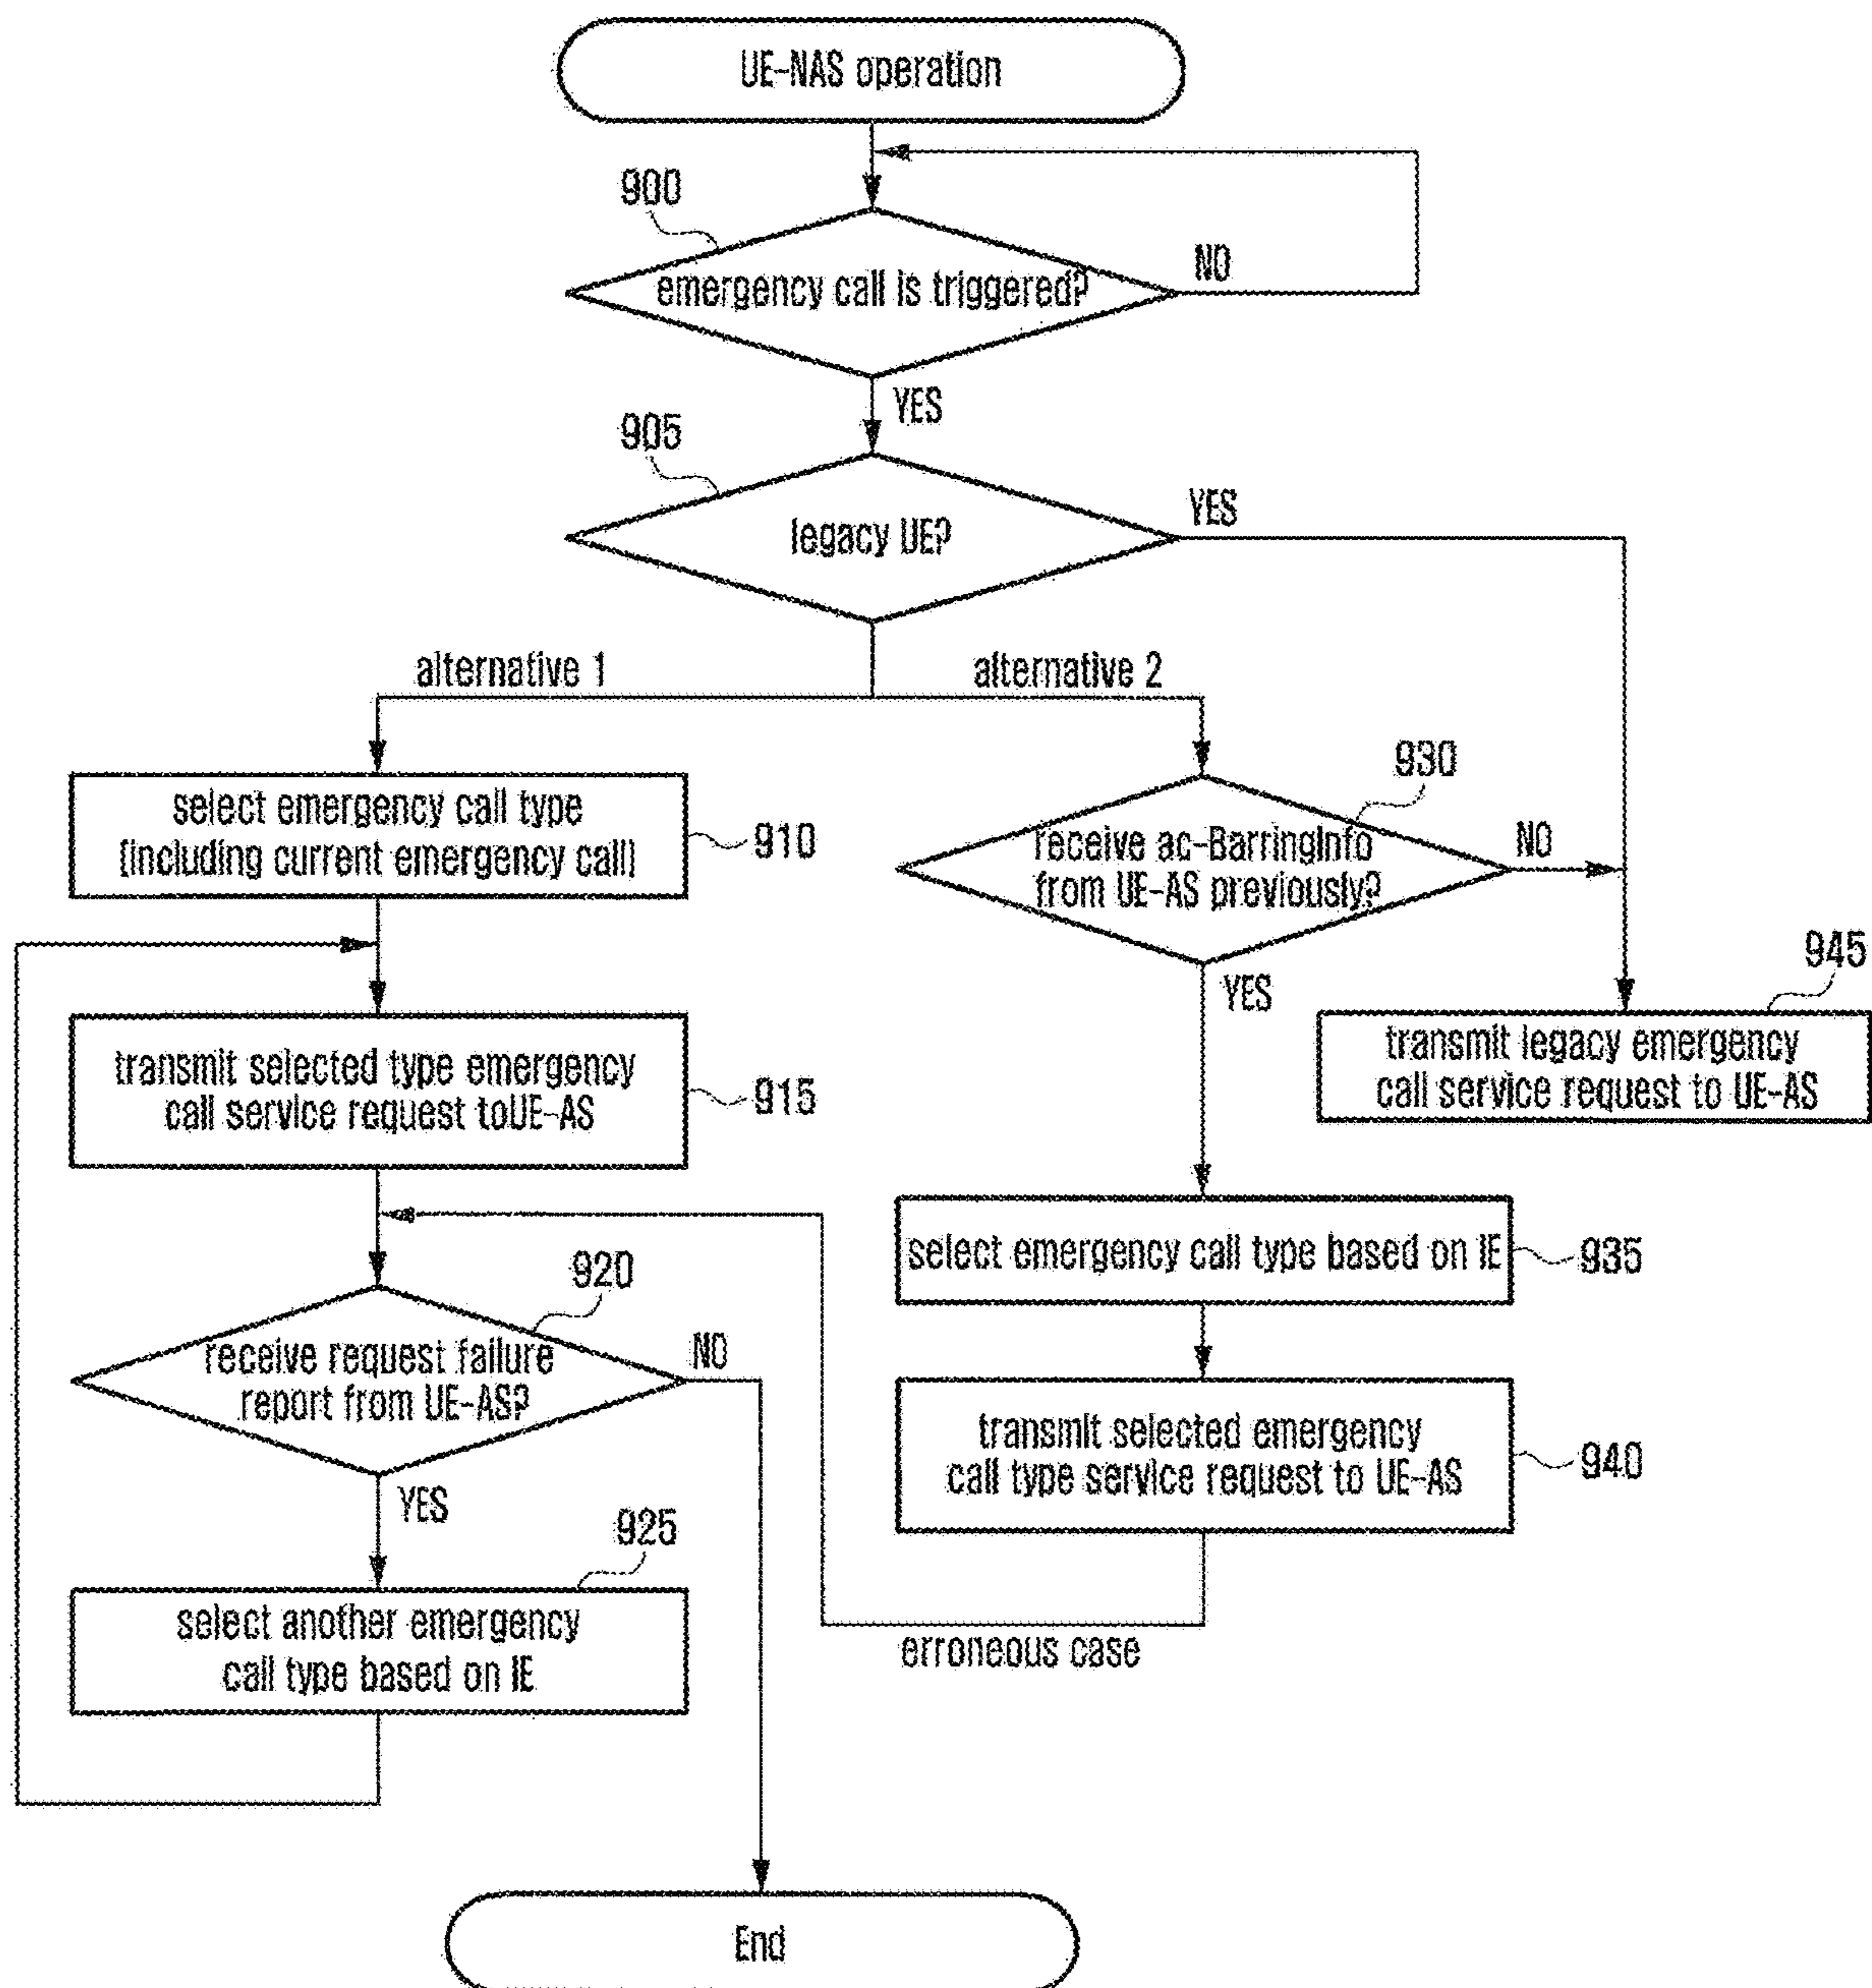 UE-NAS operation
900
emergency call is triggered?
NO
YES
905
legacy UE?
YES
alternative 1
alternative 2
select emergency call type
(including current emergency call)
910
930
receive ac-BarringInfo
from UE-AS previously?
NO
YES
945
transmit legacy emergency
call service request to UE-AS
transmit selected type emergency
call service request toUE-AS
915
select emergency call type based on IE
935
920
receive request failure
report from UE-AS?
NO
YES
transmit selected emergency
call type service request to UE-AS
940
925
select another emergency
call type based on IE
erroneous case
End